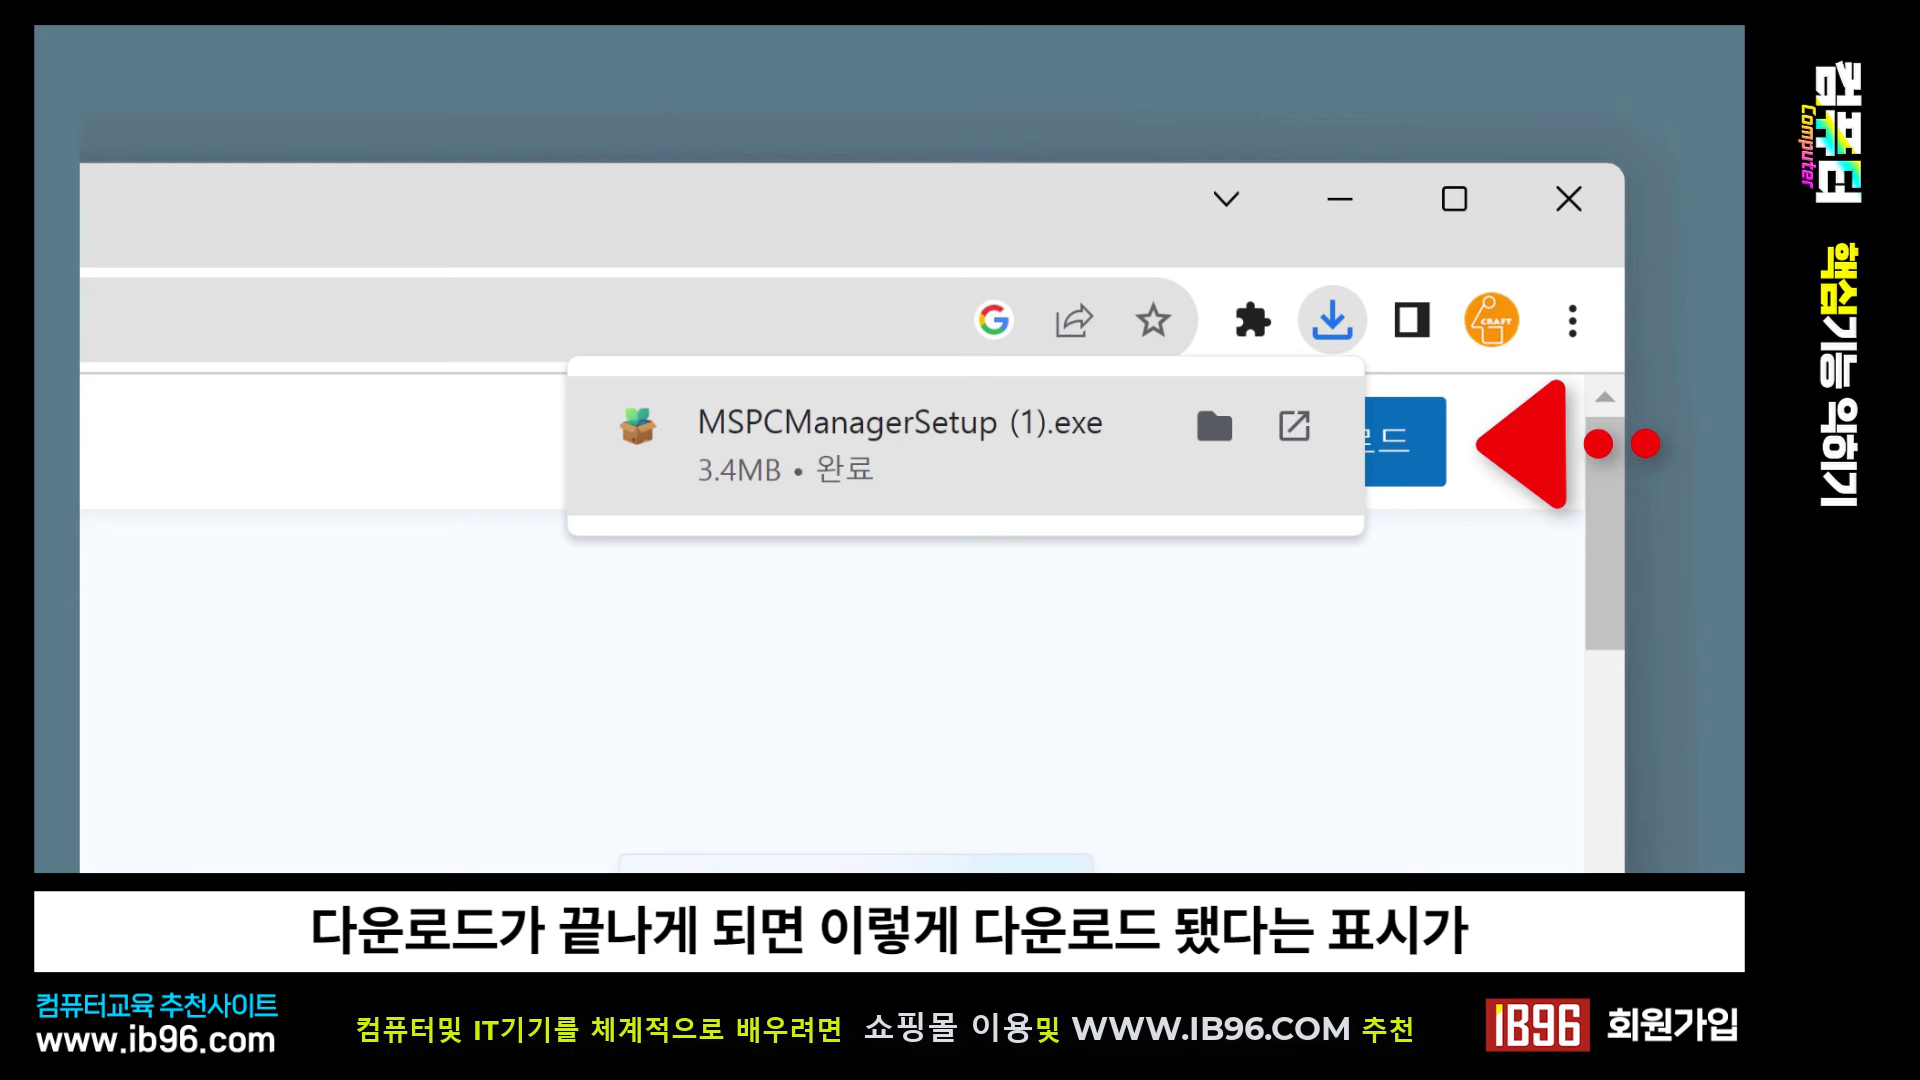 CRAFT
MSPCManagerSetup (1).exe
3.4MB • 완료
로드
다운로드가 끝나게 되면 이렇게 다운로드 됐다는 표시가
컴퓨터
Computer
핵심기능 익히기
컴퓨터교육 추천사이트
www.ib96.com
컴퓨터및 IT기기를 체계적으로 배우려면 쇼핑몰 이용및 WWW.IB96.COM 추천
IB96 회원가입